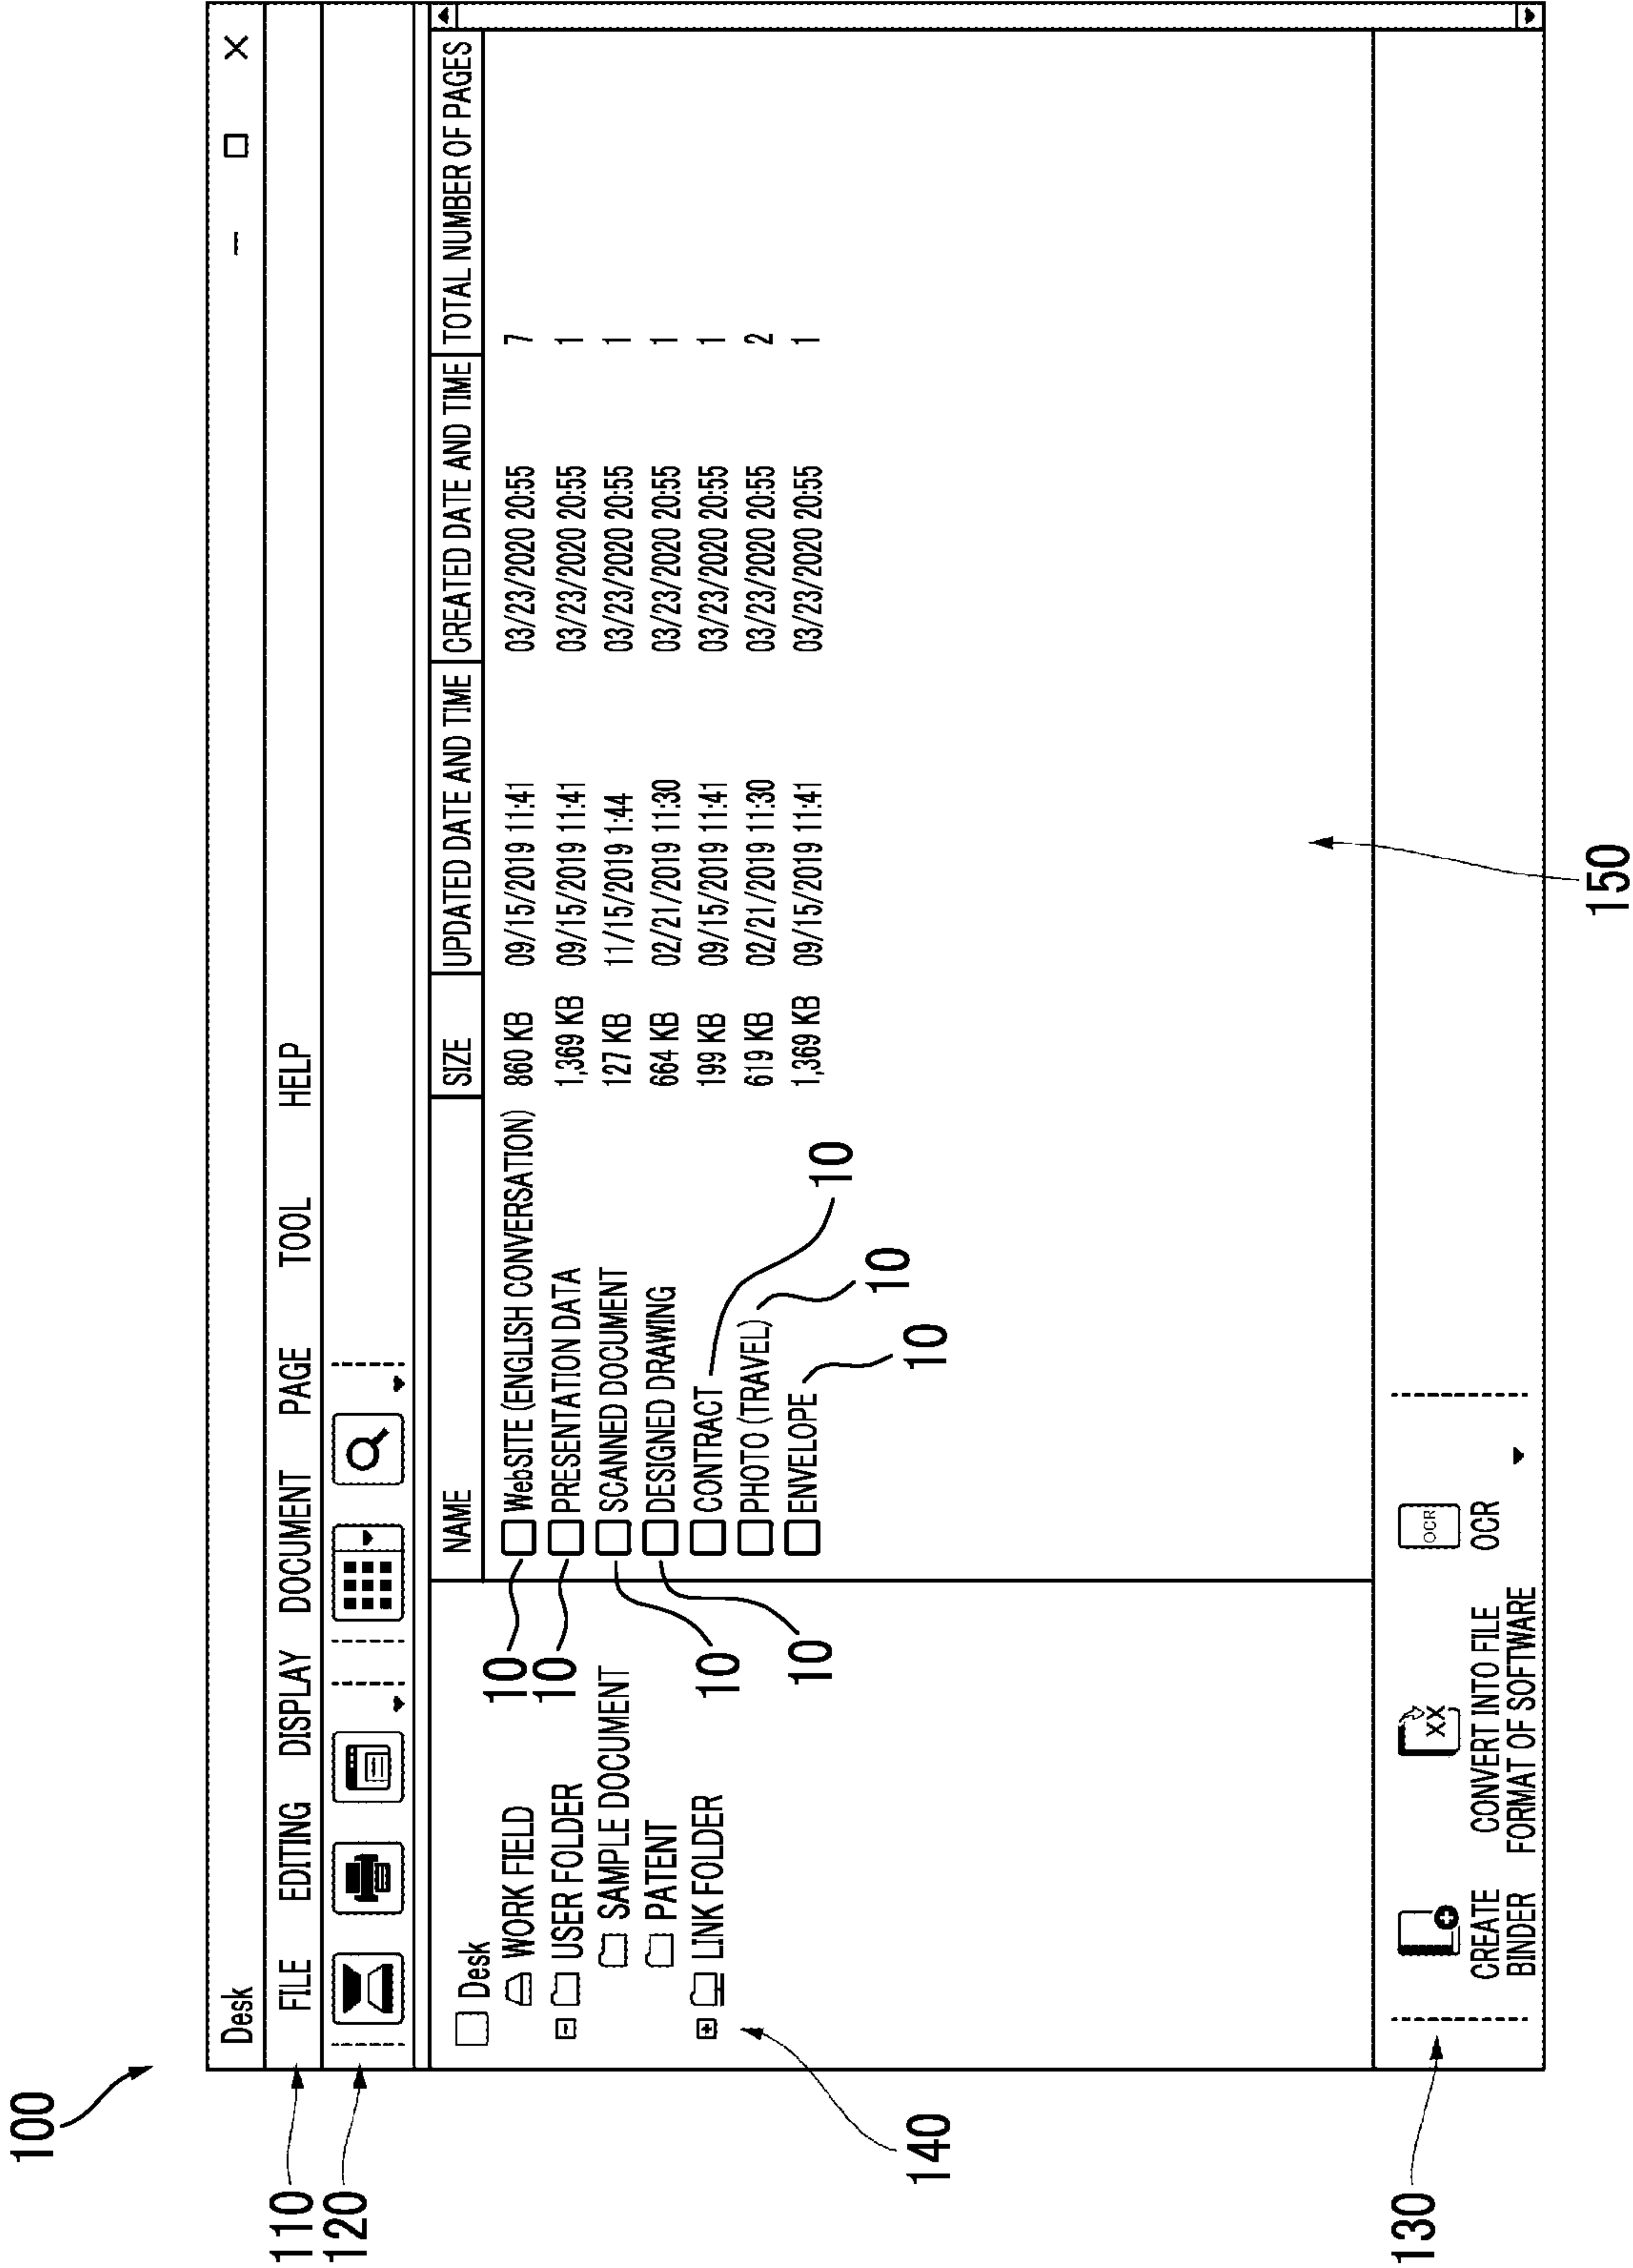 100
Desk
110
FILE EDITING DISPLAY DOCUMENT PAGE TOOL HELP
120
NAME SIZE UPDATED DATE AND TIME CREATED DATE AND TIME TOTAL NUMBER OF PAGES
Desk
WORK FIELD
USER FOLDER
SAMPLE DOCUMENT
PATENT
LINK FOLDER
140
10 WebSITE (ENGLISH CONVERSATION) 860 KB 09/15/2019 11:41 03/23/2020 20:55 7
10 PRESENTATION DATA 1,369 KB 09/15/2019 11:41 03/23/2020 20:55 1
SCANNED DOCUMENT 127 KB 11/15/2019 1:44 03/23/2020 20:55 1
DESIGNED DRAWING 664 KB 02/21/2019 11:30 03/23/2020 20:55 1
10 CONTRACT 199 KB 09/15/2019 11:41 03/23/2020 20:55 1
PHOTO (TRAVEL) 619 KB 02/21/2019 11:30 03/23/2020 20:55 2
10 ENVELOPE 1,369 KB 09/15/2019 11:41 03/23/2020 20:55 1
10
10
10
130
CREATE
BINDER
XX
CONVERT INTO FILE
FORMAT OF SOFTWARE
OCR
OCR
150